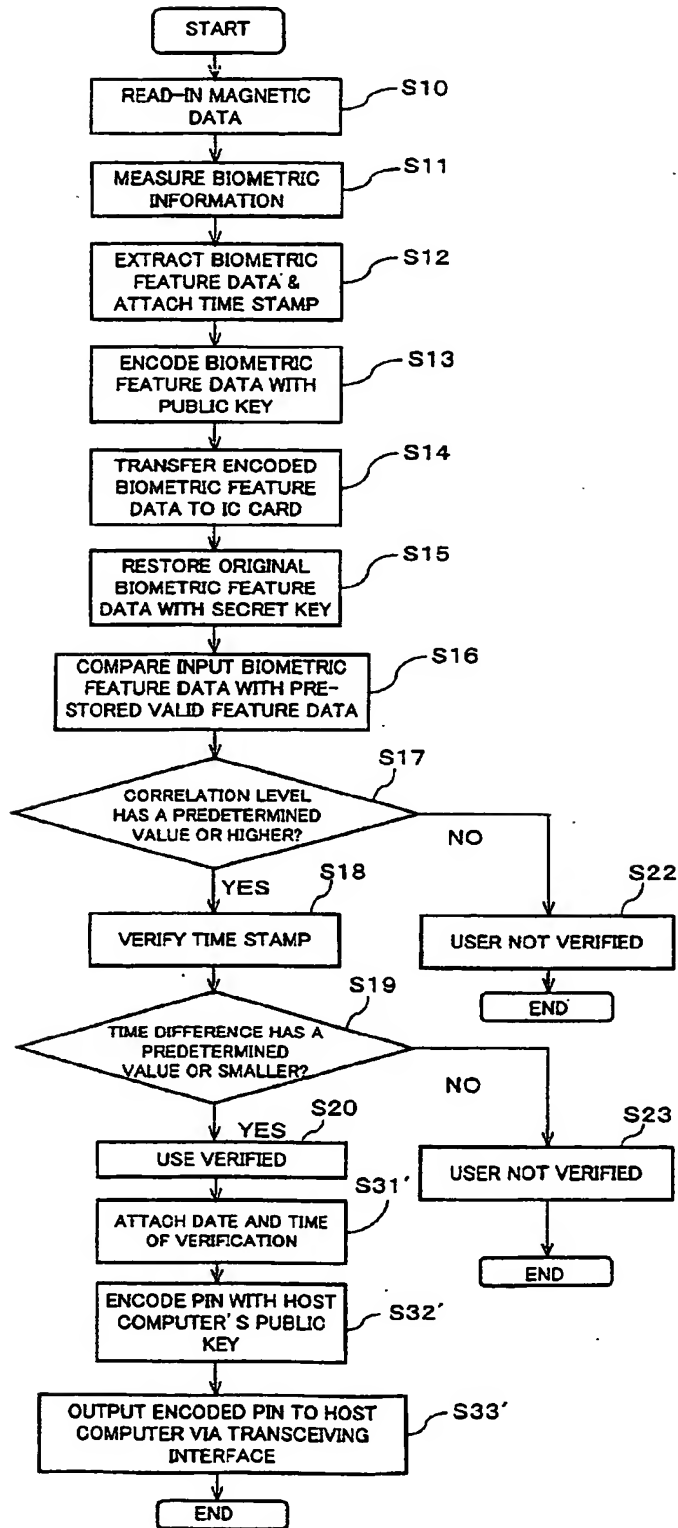 START
READ-IN MAGNETIC
DATA
S10
MEASURE BIOMETRIC
INFORMATION
S11
EXTRACT BIOMETRIC
FEATURE DATA &
ATTACH TIME STAMP
S12
ENCODE BIOMETRIC
FEATURE DATA WITH
PUBLIC KEY
S13
TRANSFER ENCODED
BIOMETRIC FEATURE
DATA TO IC CARD
S14
RESTORE ORIGINAL
BIOMETRIC FEATURE
DATA WITH SECRET KEY
S15
COMPARE INPUT BIOMETRIC
FEATURE DATA WITH PRE-
STORED VALID FEATURE DATA
S16
CORRELATION LEVEL
HAS A PREDETERMINED
VALUE OR HIGHER?
S17
NO
YES
S18
VERIFY TIME STAMP
S22
USER NOT VERIFIED
END
S19
TIME DIFFERENCE HAS A
PREDETERMINED
VALUE OR SMALLER?
NO
YES
S20
USE VERIFIED
S23
USER NOT VERIFIED
END
S31'
ATTACH DATE AND TIME
OF VERIFICATION
ENCODE PIN WITH HOST
COMPUTER'S PUBLIC
KEY
S32'
OUTPUT ENCODED PIN TO HOST
COMPUTER VIA TRANSCEIVING
INTERFACE
S33'
END